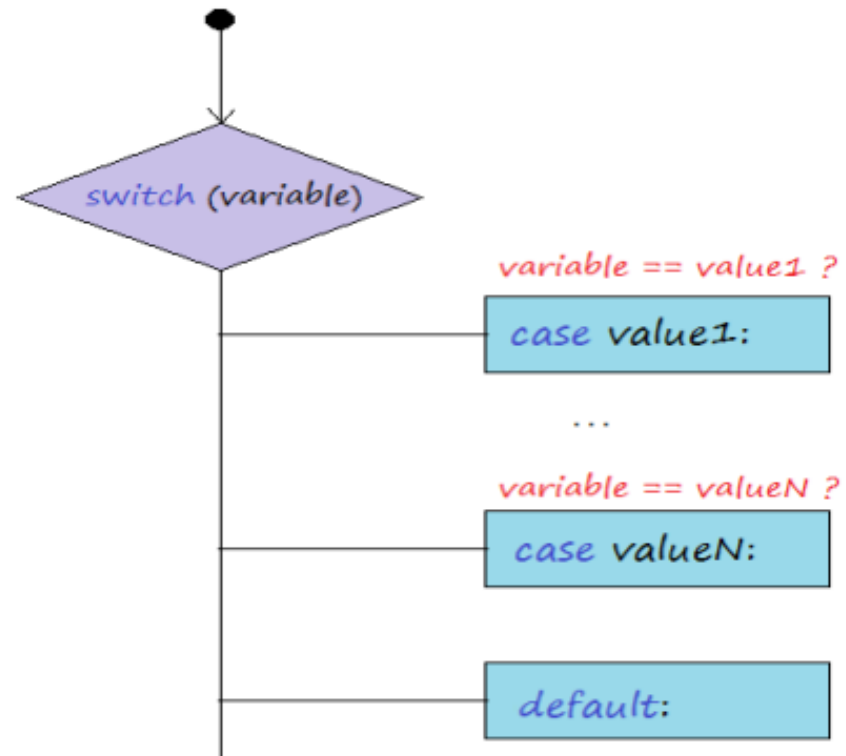 switch (variable)
variable == value1 ?
case value1:
...
variable == valueN ?
case valueN:
default: